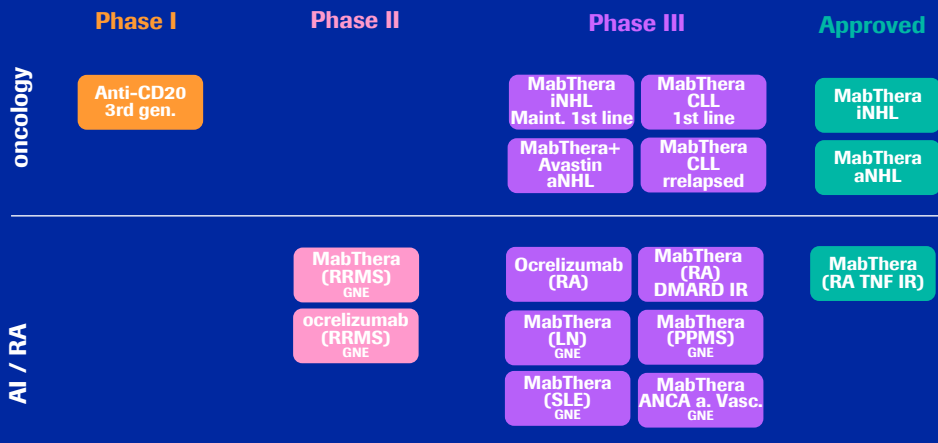 Phase I
Phase II
Phase III
Approved
oncology
Anti-CD20
3rd gen.
MabThera
iNHL
Maint. 1st line
MabThera
CLL
1st line
MabThera
iNHL
MabThera+
Avastin
aNHL
MabThera
CLL
rrelapsed
MabThera
aNHL
AI / RA
MabThera
(RRMS)
GNE
Ocrelizumab
(RA)
MabThera
(RA)
DMARD IR
MabThera
(RA TNF IR)
ocrelizumab
(RRMS)
GNE
MabThera
(LN)
GNE
MabThera
(PPMS)
GNE
MabThera
(SLE)
GNE
MabThera
ANCA a. Vasc.
GNE